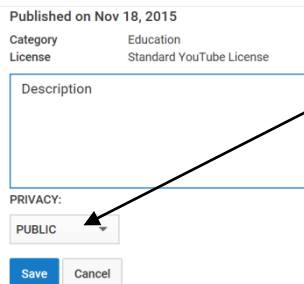 Published on Nov 18, 2015
Category Education
License Standard YouTube License
Description
PRIVACY:
PUBLIC
Save Cancel